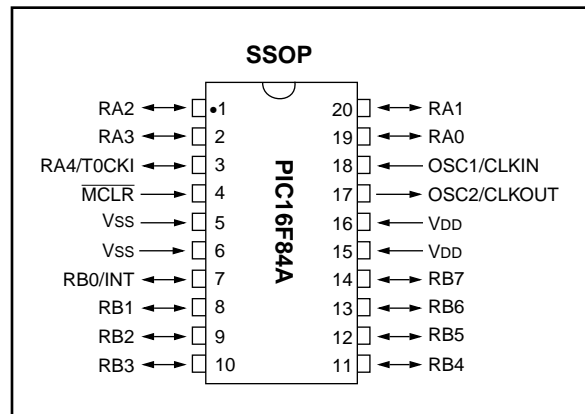 SSOP
RA2 •1 20 RA1
RA3 2 19 RA0
RA4/T0CKI 3 18 OSC1/CLKIN
MCLR 4 17 OSC2/CLKOUT
VSS 5 16 VDD
VSS 6 15 VDD
RB0/INT 7 14 RB7
RB1 8 13 RB6
RB2 9 12 RB5
RB3 10 11 RB4
PIC16F84A